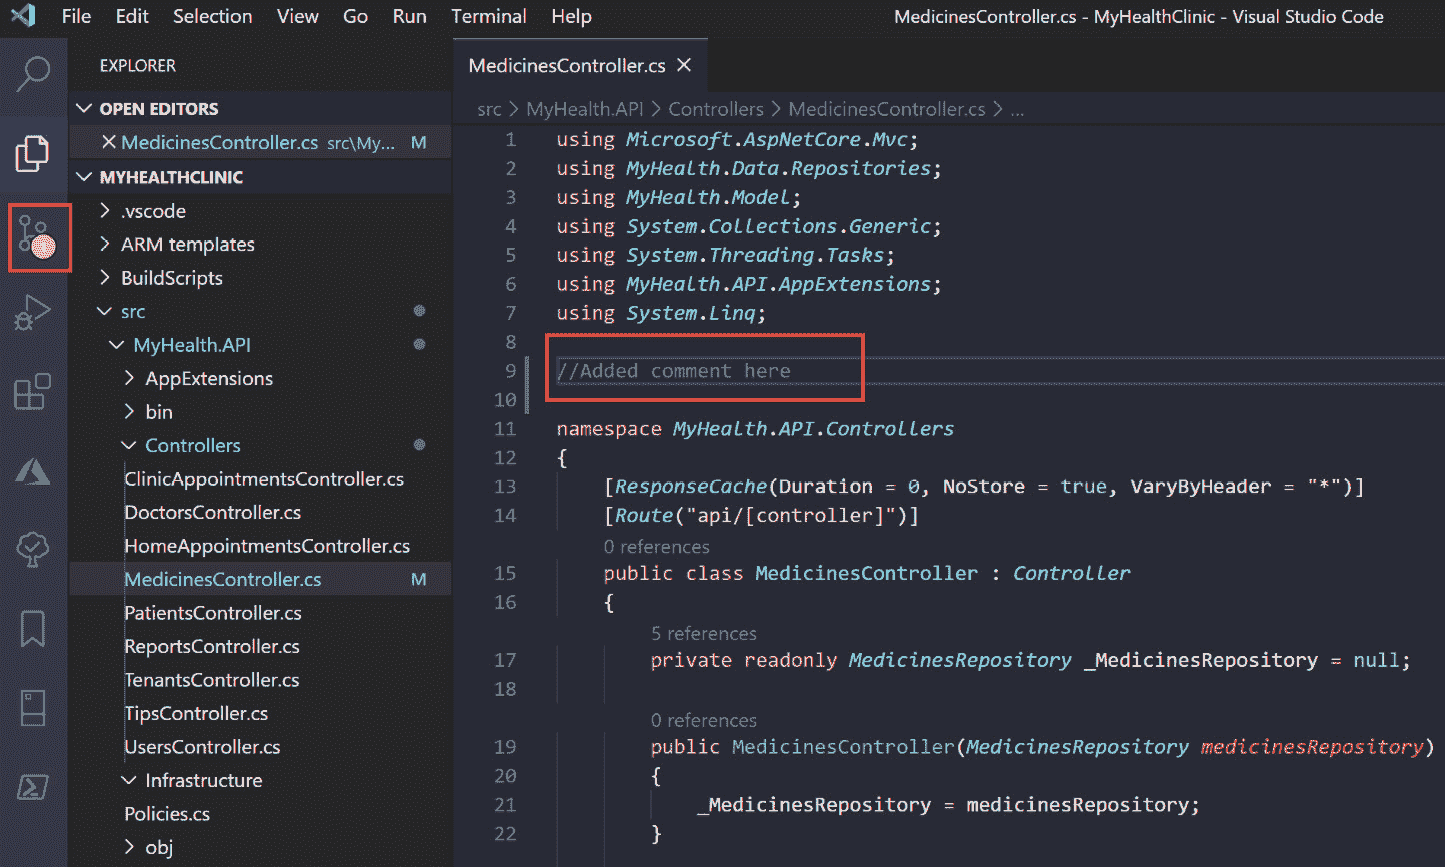 File Edit Selection View Go Run Terminal Help MedicinesController.cs - MyHealthClinic - Visual Studio Code
EXPLORER
OPEN EDITORS
MedicinesController.cs src\My... M
MYHEALTHCLINIC
.vscode
ARM templates
BuildScripts
src
MyHealth.API
AppExtensions
bin
Controllers
ClinicAppointmentsController.cs
DoctorsController.cs
HomeAppointmentsController.cs
MedicinesController.cs M
PatientsController.cs
ReportsController.cs
TenantsController.cs
TipsController.cs
UsersController.cs
Infrastructure
Policies.cs
obj
MedicinesController.cs
src > MyHealth.API > Controllers > MedicinesController.cs > ...
1 using Microsoft.AspNetCore.Mvc;
2 using MyHealth.Data.Repositories;
3 using MyHealth.Model;
4 using System.Collections.Generic;
5 using System.Threading.Tasks;
6 using MyHealth.API.AppExtensions;
7 using System.Linq;
8
9 //Added comment here
10
11 namespace MyHealth.API.Controllers
12 {
13 [ResponseCache(Duration = 0, NoStore = true, VaryByHeader = "*")]
14 [Route("api/[controller]")]
0 references
15 public class MedicinesController : Controller
16 {
5 references
17 private readonly MedicinesRepository _MedicinesRepository = null;
18
0 references
19 public MedicinesController(MedicinesRepository medicinesRepository)
20 {
21 _MedicinesRepository = medicinesRepository;
22 }